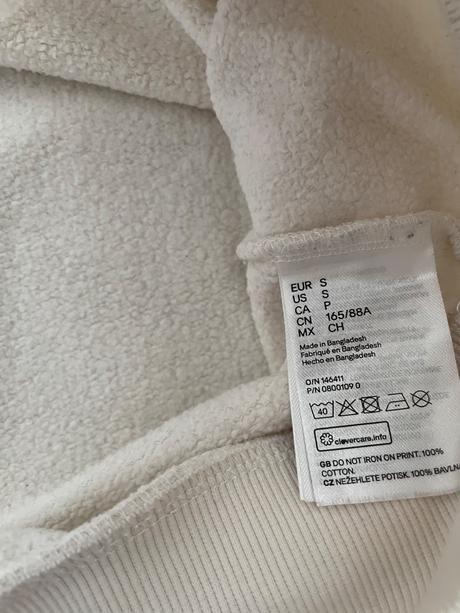 EUR S
US S
CA P
CN 165/88A
MX CH
Made in Bangladesh
Fabriqué en Bangladesh
Hecho en Bangladesh
O/N 146411
P/N 0800109 0
40
clevercare.info
GB DO NOT IRON ON PRINT. 100%
COTTON.
CZ NEŽEHLETE POTISK. 100% BAVLNA